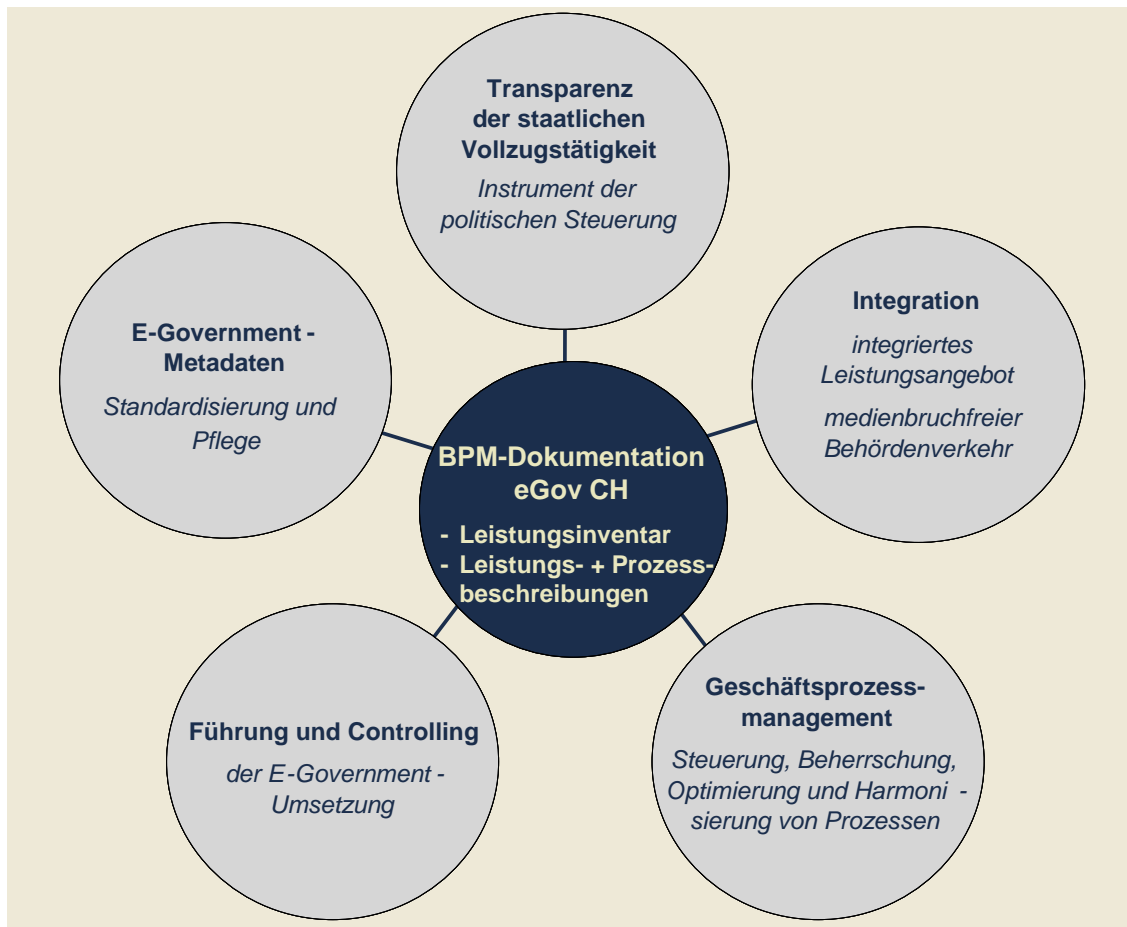 Transparenz
der staatlichen
Vollzugstätigkeit
Instrument der
politischen Steuerung
Integration
integriertes
Leistungsangebot
medienbruchfreier
Behördenverkehr
E-Government -
Metadaten
Standardisierung und
Pflege
BPM-Dokumentation
eGov CH
- Leistungsinventar
- Leistungs- + Prozess-
beschreibungen
Geschäftsprozess-
management
Steuerung, Beherrschung,
Optimierung und Harmoni -
sierung von Prozessen
Führung und Controlling
der E-Government -
Umsetzung